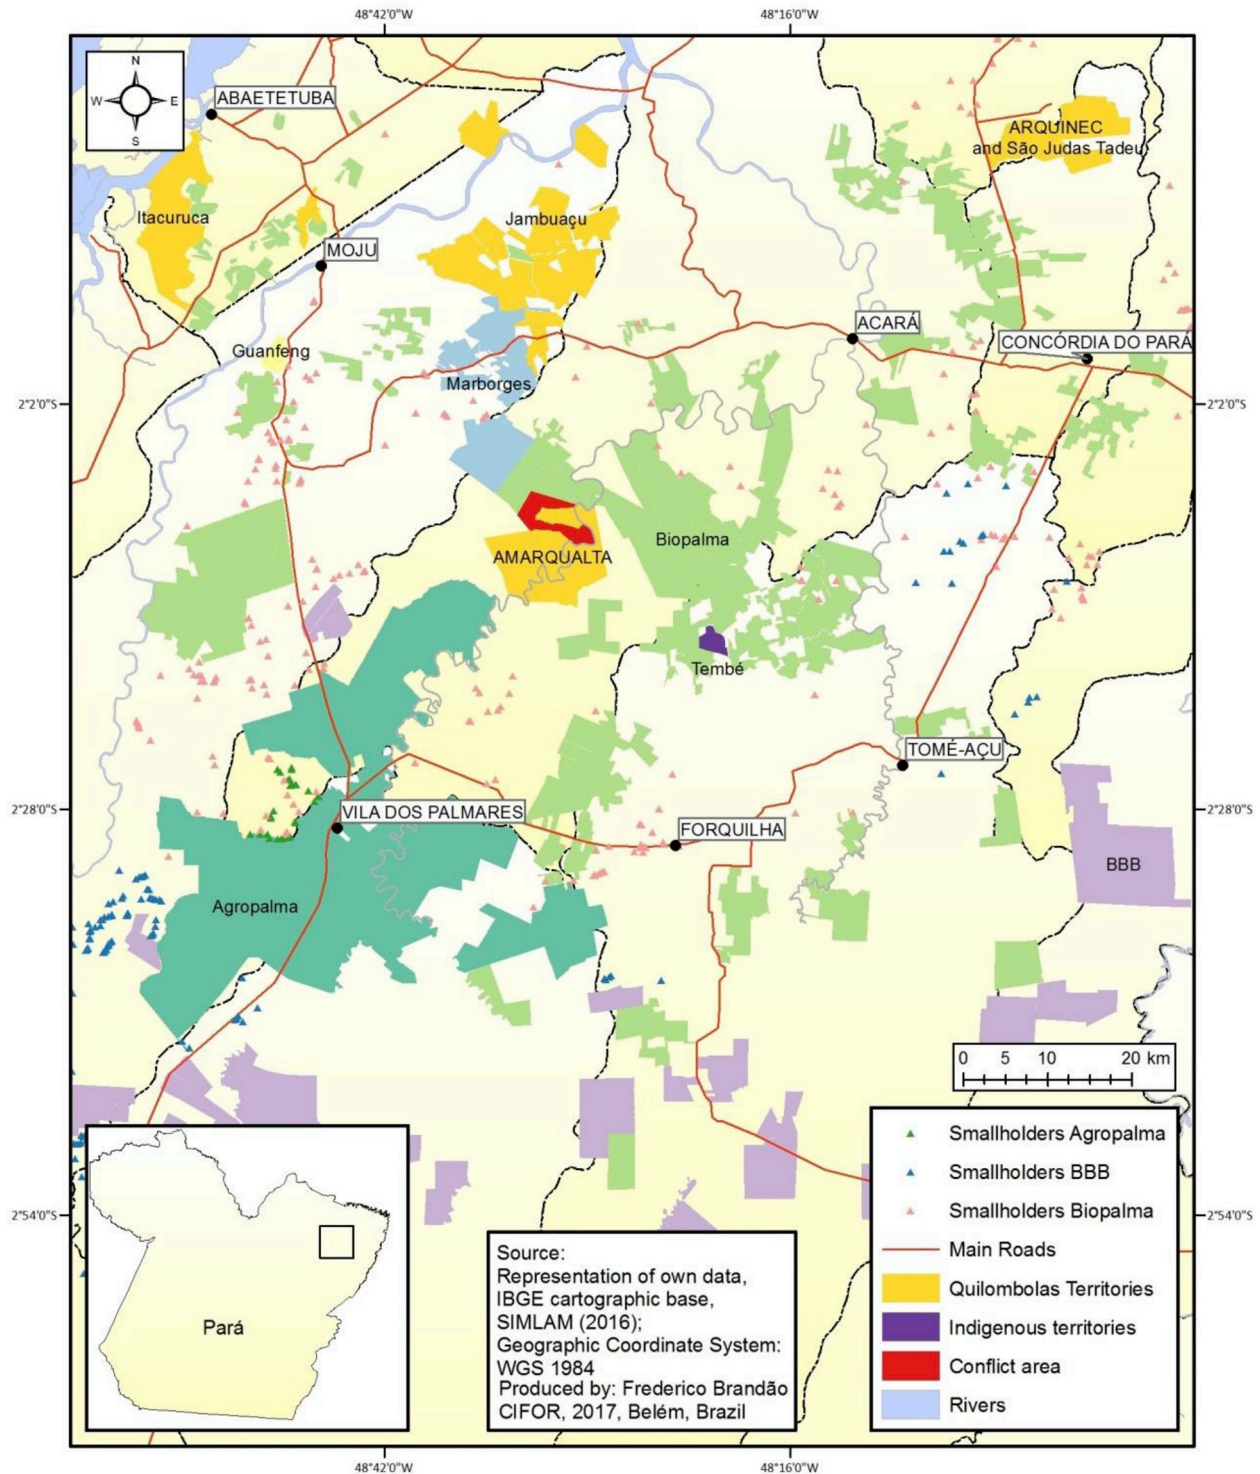 48°42'0"W
48°16'0"W
N
W
E
S
ABAETETUBA
ARQUINEC
and São Judas Tadeu
Itacuruca
Jambuaçu
MOJU
ACARÁ
CONCÓRDIA DO PARÁ
Guanfeng
Marborges
2°2'0"S
2°2'0"S
Biopalma
AMARQUALTA
Tembé
TOMÉ-AÇU
2°28'0"S
2°28'0"S
VILA DOS PALMARES
FORQUILHA
BBB
Agropalma
0 5 10 20 km
Smallholders Agropalma
Smallholders BBB
Smallholders Biopalma
Main Roads
Quilombolas Territories
Indigenous territories
Conflict area
Rivers
2°54'0"S
2°54'0"S
Pará
Source:
Representation of own data,
IBGE cartographic base,
SIMLAM (2016);
Geographic Coordinate System:
WGS 1984
Produced by: Frederico Brandão
CIFOR, 2017, Belém, Brazil
48°42'0"W
48°16'0"W